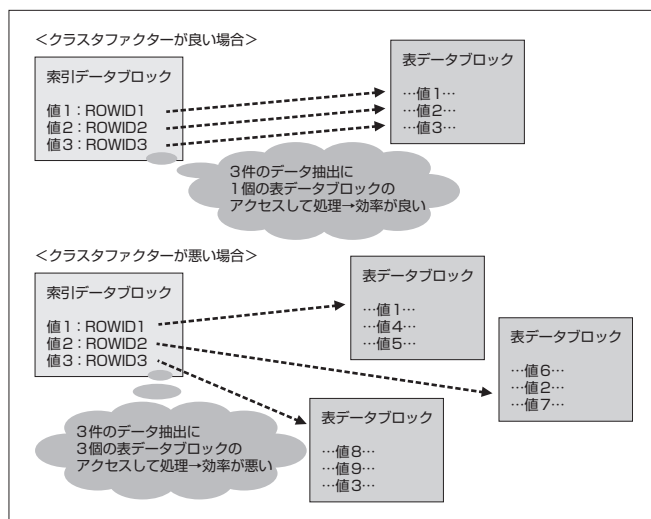 ＜クラスタファクターが良い場合＞
索引データブロック
値1：ROWID1
値2：ROWID2
値3：ROWID3
表データブロック
…値1…
…値2…
…値3…
3件のデータ抽出に
1個の表データブロックの
アクセスして処理→効率が良い
＜クラスタファクターが悪い場合＞
索引データブロック
値1：ROWID1
値2：ROWID2
値3：ROWID3
表データブロック
…値1…
…値4…
…値5…
表データブロック
…値6…
…値2…
…値7…
3件のデータ抽出に
3個の表データブロックの
アクセスして処理→効率が悪い
表データブロック
…値8…
…値9…
…値3…